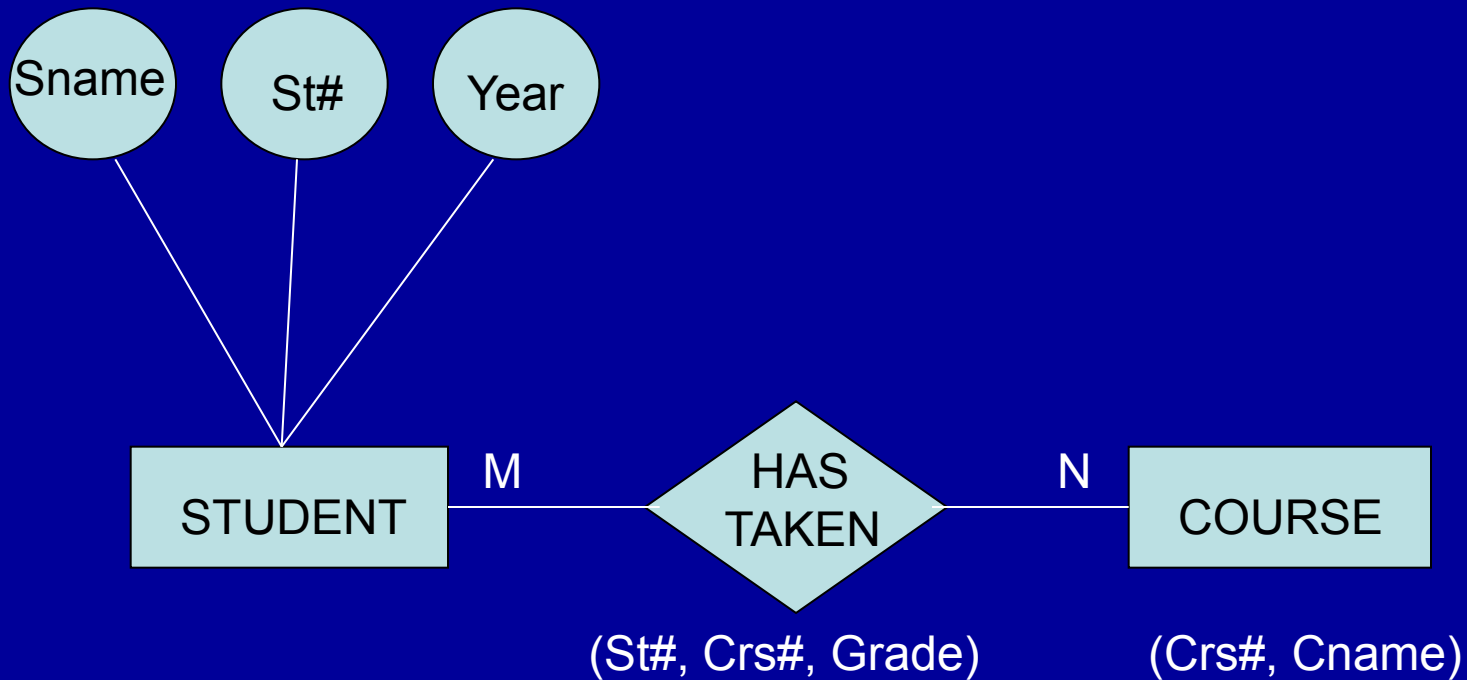 Sname
St#
Year
STUDENT
M
HAS
TAKEN
N
COURSE
(St#, Crs#, Grade)
(Crs#, Cname)